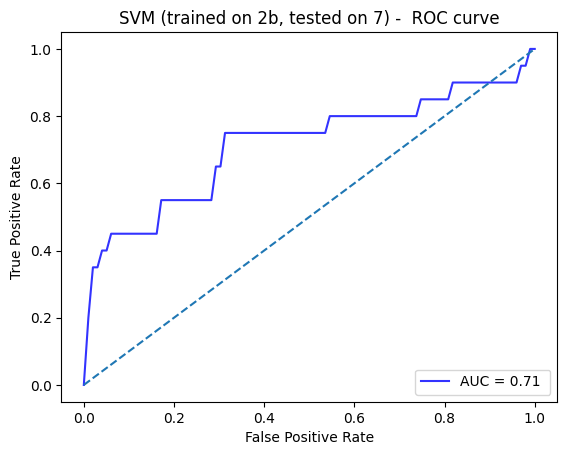 SVM (trained on 2b, tested on 7) -  ROC curve
True Positive Rate
1.0
0.8
0.6
0.4
0.2
0.0
0.0 0.2 0.4 0.6 0.8 1.0
False Positive Rate
AUC = 0.71